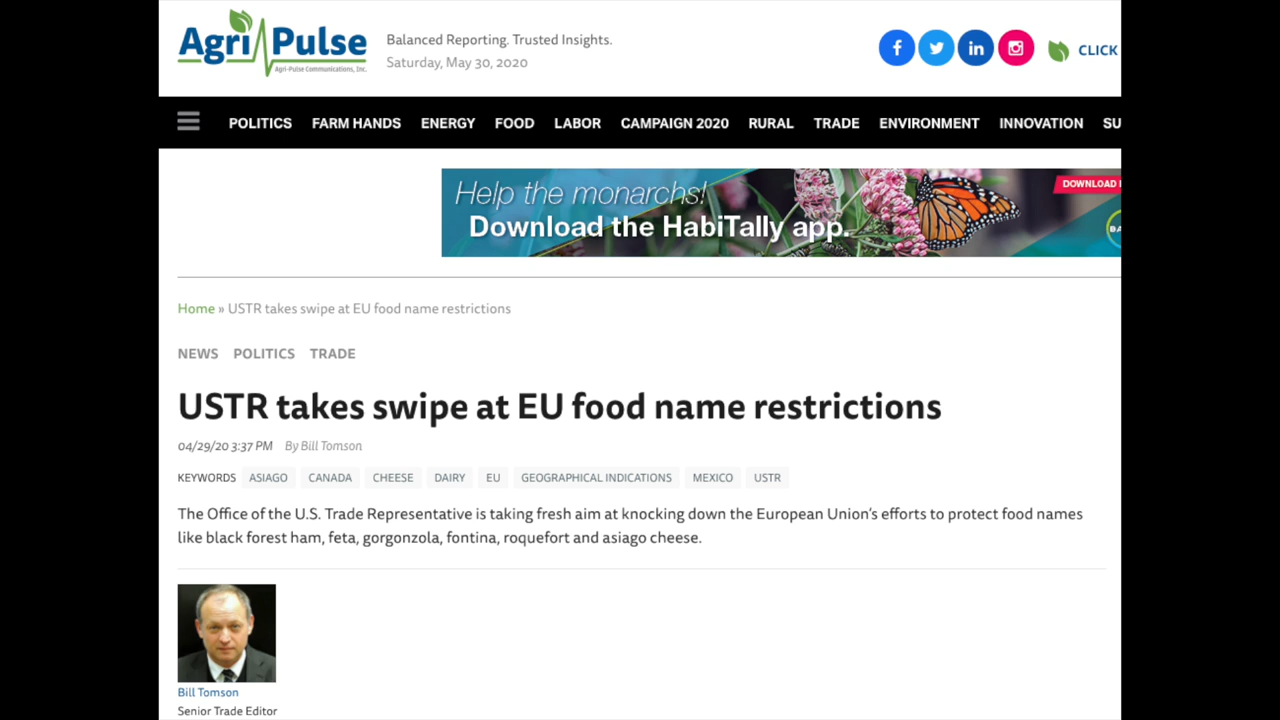 Agri Pulse
Agri-Pulse Communications, Inc.
Balanced Reporting. Trusted Insights.
Saturday, May 30, 2020
CLICK
POLITICS FARM HANDS ENERGY FOOD LABOR CAMPAIGN 2020 RURAL TRADE ENVIRONMENT INNOVATION SU
Help the monarchs!
Download the HabiTally app.
DOWNLOAD
BA
Home » USTR takes swipe at EU food name restrictions
NEWS POLITICS TRADE
USTR takes swipe at EU food name restrictions
04/29/20 3:37 PM By Bill Tomson
KEYWORDS ASIAGO CANADA CHEESE DAIRY EU GEOGRAPHICAL INDICATIONS MEXICO USTR
The Office of the U.S. Trade Representative is taking fresh aim at knocking down the European Union’s efforts to protect food names
like black forest ham, feta, gorgonzola, fontina, roquefort and asiago cheese.
Bill Tomson
Senior Trade Editor